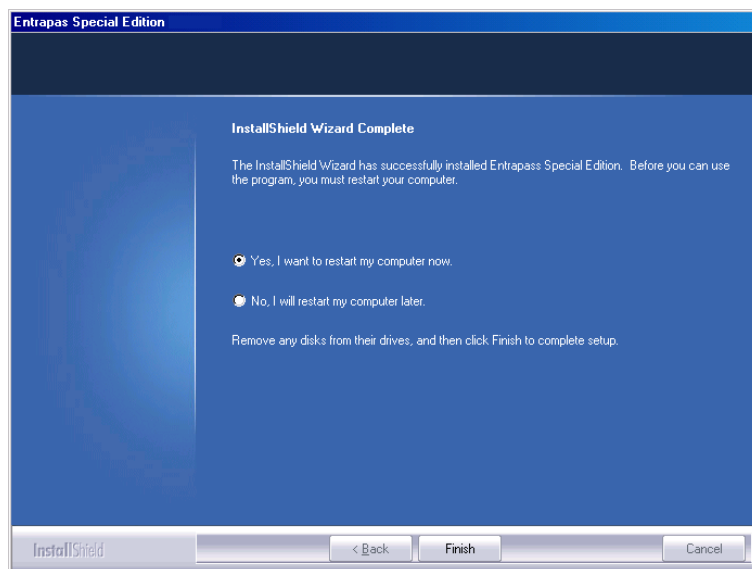 Entrapas Special Edition
InstallShield Wizard Complete
The InstallShield Wizard has successfully installed Entrapass Special Edition. Before you can use
the program, you must restart your computer.
Yes, I want to restart my computer now.
No, I will restart my computer later.
Remove any disks from their drives, and then click Finish to complete setup.
InstallShield
< Back
Finish
Cancel